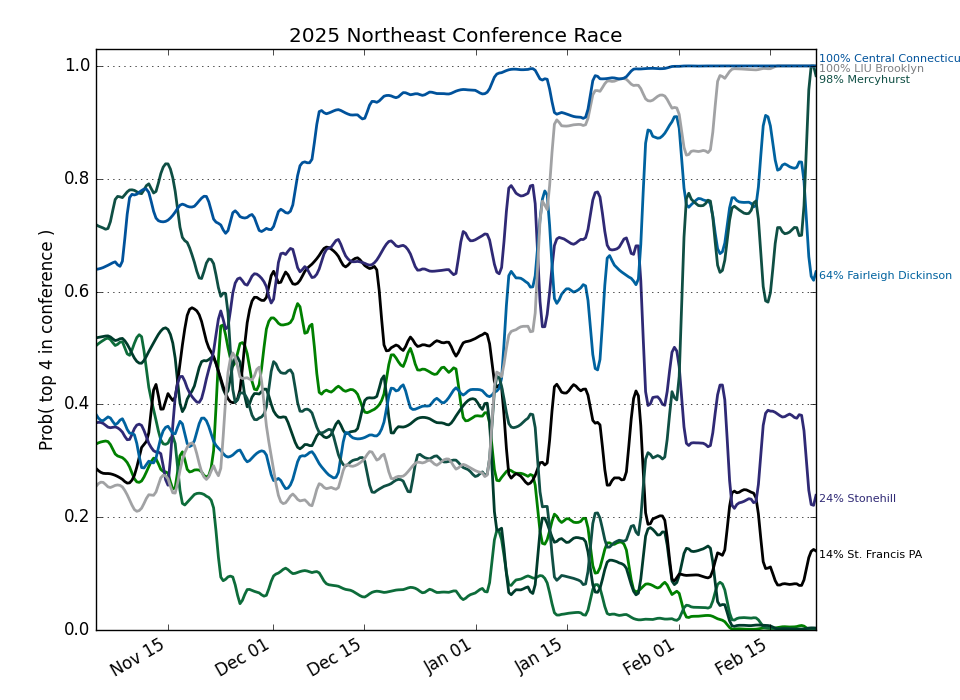 2025 Northeast Conference Race
Prob( top 4 in conference )
1.0
0.8
0.6
0.4
0.2
0.0
Nov 15
Dec 01
Dec 15
Jan 01
Jan 15
Feb 01
Feb 15
100% Central Connecticu
100% LIU Brooklyn
98% Mercyhurst
64% Fairleigh Dickinson
24% Stonehill
14% St. Francis PA